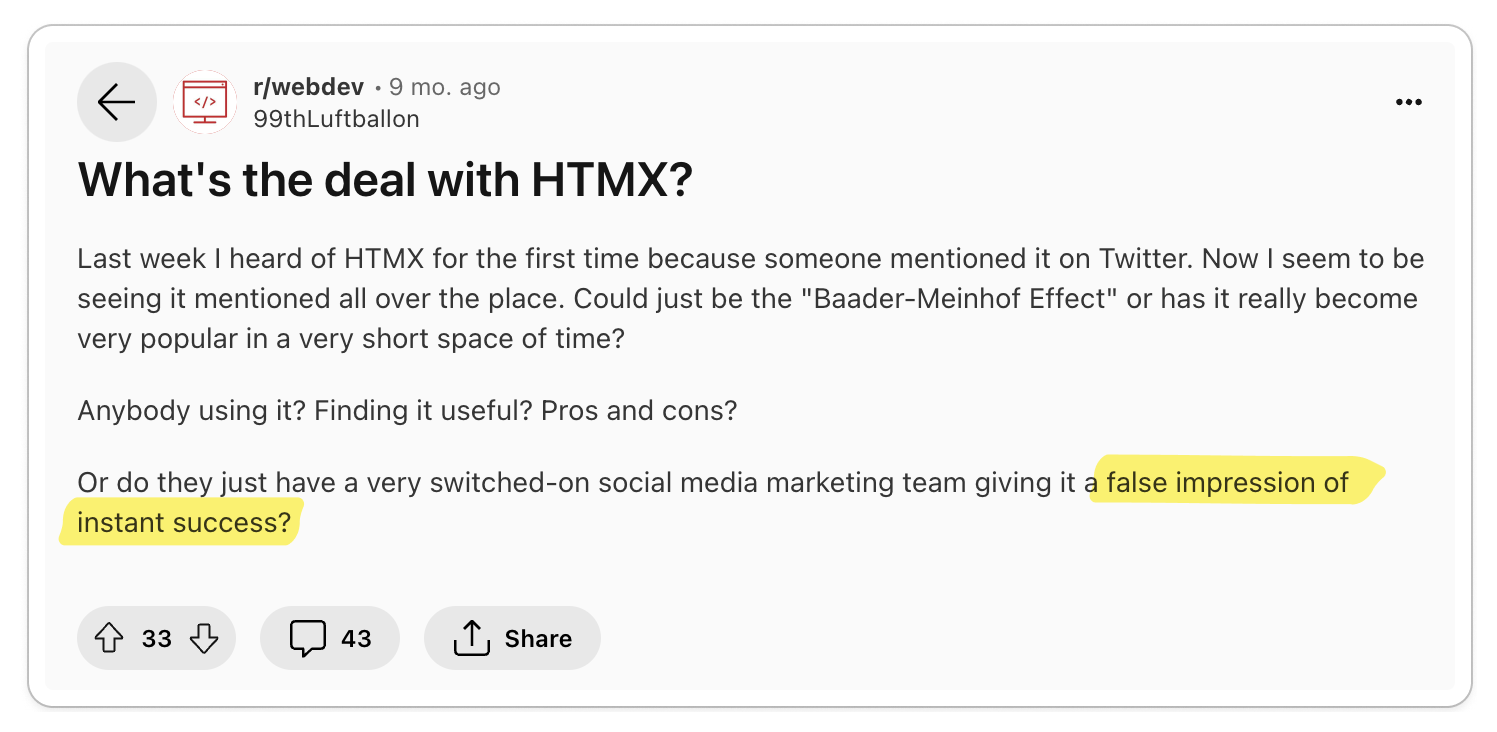 r/webdev • 9 mo. ago
99thLuftballon
</>
What's the deal with HTMX?
Last week I heard of HTMX for the first time because someone mentioned it on Twitter. Now I seem to be
seeing it mentioned all over the place. Could just be the "Baader-Meinhof Effect" or has it really become
very popular in a very short space of time?
Anybody using it? Finding it useful? Pros and cons?
Or do they just have a very switched-on social media marketing team giving it a false impression of
instant success?
33
43
Share